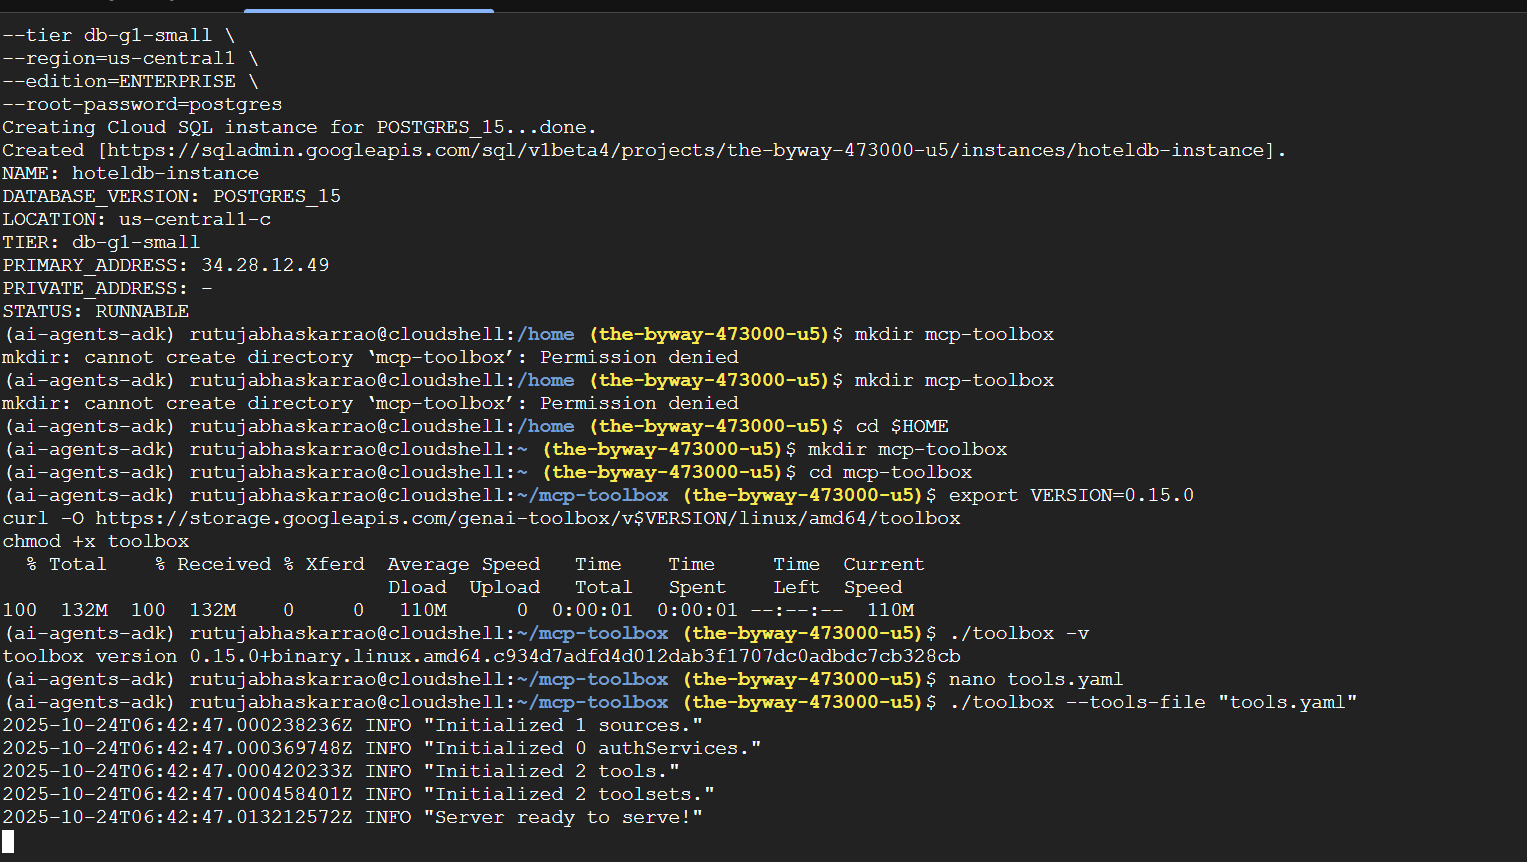 --tier db-g1-small \
--region=us-central1 \
--edition=ENTERPRISE \
--root-password=postgres
Creating Cloud SQL instance for POSTGRES_15...done.
Created [https://sqladmin.googleapis.com/sql/v1beta4/projects/the-byway-473000-u5/instances/hoteldb-instance].
NAME: hoteldb-instance
DATABASE_VERSION: POSTGRES_15
LOCATION: us-central1-c
TIER: db-g1-small
PRIMARY_ADDRESS: 34.28.12.49
PRIVATE_ADDRESS: -
STATUS: RUNNABLE
(ai-agents-adk) rutujabhaskarrao@cloudshell:/home (the-byway-473000-u5)$ mkdir mcp-toolbox
mkdir: cannot create directory ‘mcp-toolbox’: Permission denied
(ai-agents-adk) rutujabhaskarrao@cloudshell:/home (the-byway-473000-u5)$ mkdir mcp-toolbox
mkdir: cannot create directory ‘mcp-toolbox’: Permission denied
(ai-agents-adk) rutujabhaskarrao@cloudshell:/home (the-byway-473000-u5)$ cd $HOME
(ai-agents-adk) rutujabhaskarrao@cloudshell:~ (the-byway-473000-u5)$ mkdir mcp-toolbox
(ai-agents-adk) rutujabhaskarrao@cloudshell:~ (the-byway-473000-u5)$ cd mcp-toolbox
(ai-agents-adk) rutujabhaskarrao@cloudshell:~/mcp-toolbox (the-byway-473000-u5)$ export VERSION=0.15.0
curl -O https://storage.googleapis.com/genai-toolbox/v$VERSION/linux/amd64/toolbox
chmod +x toolbox
  % Total    % Received % Xferd  Average Speed   Time    Time     Time  Current
                                 Dload  Upload   Total   Spent    Left  Speed
100  132M  100  132M    0     0   110M      0  0:00:01  0:00:01 --:--:--  110M
(ai-agents-adk) rutujabhaskarrao@cloudshell:~/mcp-toolbox (the-byway-473000-u5)$ ./toolbox -v
toolbox version 0.15.0+binary.linux.amd64.c934d7adfd4d012dab3f1707dc0adbdc7cb328cb
(ai-agents-adk) rutujabhaskarrao@cloudshell:~/mcp-toolbox (the-byway-473000-u5)$ nano tools.yaml
(ai-agents-adk) rutujabhaskarrao@cloudshell:~/mcp-toolbox (the-byway-473000-u5)$ ./toolbox --tools-file "tools.yaml"
2025-10-24T06:42:47.000238236Z INFO "Initialized 1 sources."
2025-10-24T06:42:47.000369748Z INFO "Initialized 0 authServices."
2025-10-24T06:42:47.000420233Z INFO "Initialized 2 tools."
2025-10-24T06:42:47.000458401Z INFO "Initialized 2 toolsets."
2025-10-24T06:42:47.013212572Z INFO "Server ready to serve!"